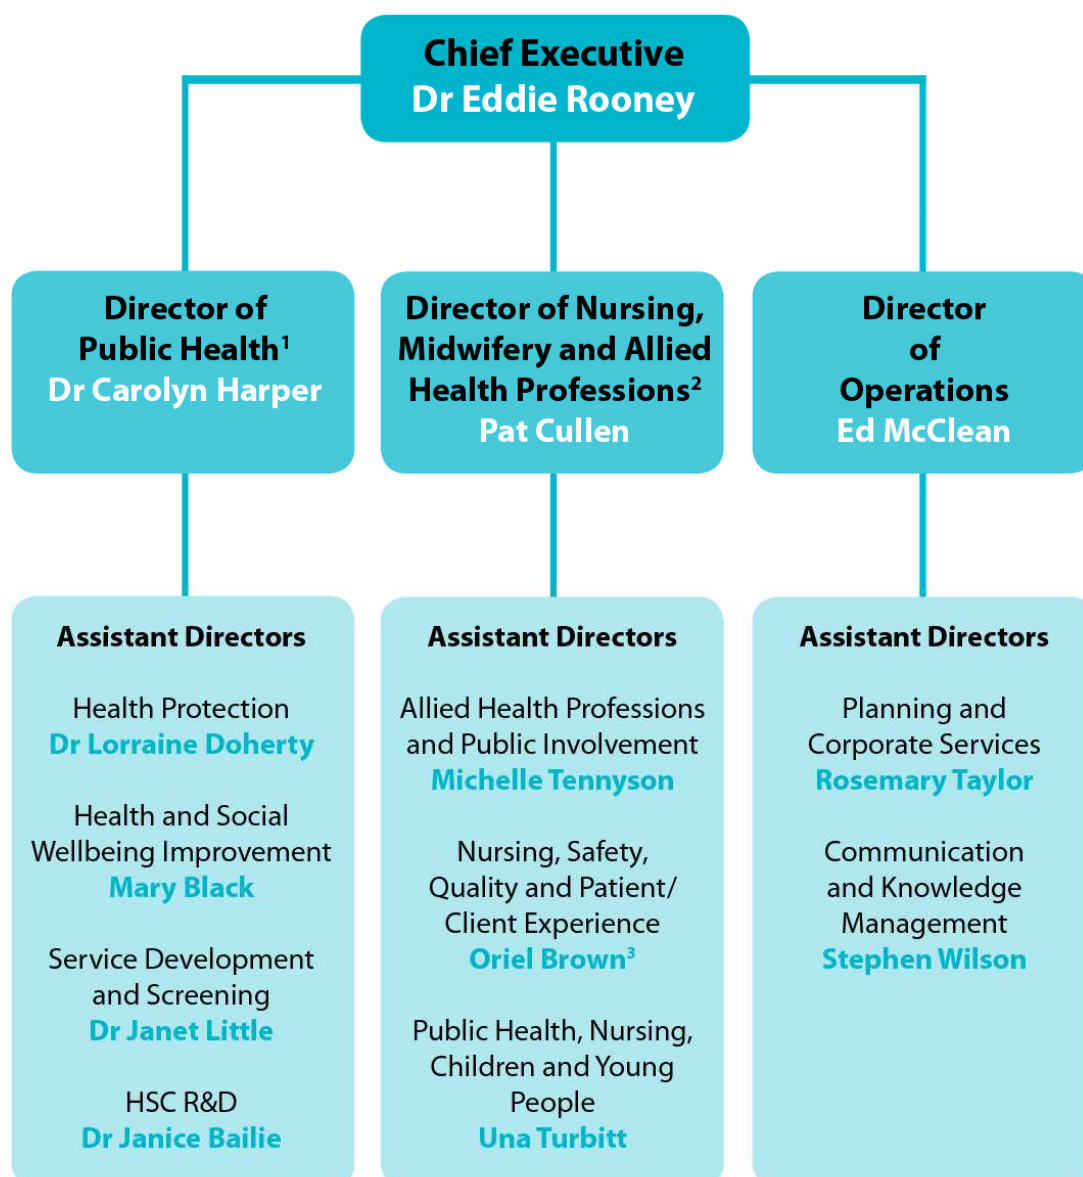 Chief Executive
Dr Eddie Rooney
Director of
Public Health¹
Dr Carolyn Harper
Director of Nursing,
Midwifery and Allied
Health Professions²
Pat Cullen
Director
of
Operations
Ed McClean
Assistant Directors
Health Protection
Dr Lorraine Doherty
Health and Social
Wellbeing Improvement
Mary Black
Service Development
and Screening
Dr Janet Little
HSC R&D
Dr Janice Bailie
Assistant Directors
Allied Health Professions
and Public Involvement
Michelle Tennyson
Nursing, Safety,
Quality and Patient/
Client Experience
Oriel Brown³
Public Health, Nursing,
Children and Young
People
Una Turbitt
Assistant Directors
Planning and
Corporate Services
Rosemary Taylor
Communication
and Knowledge
Management
Stephen Wilson